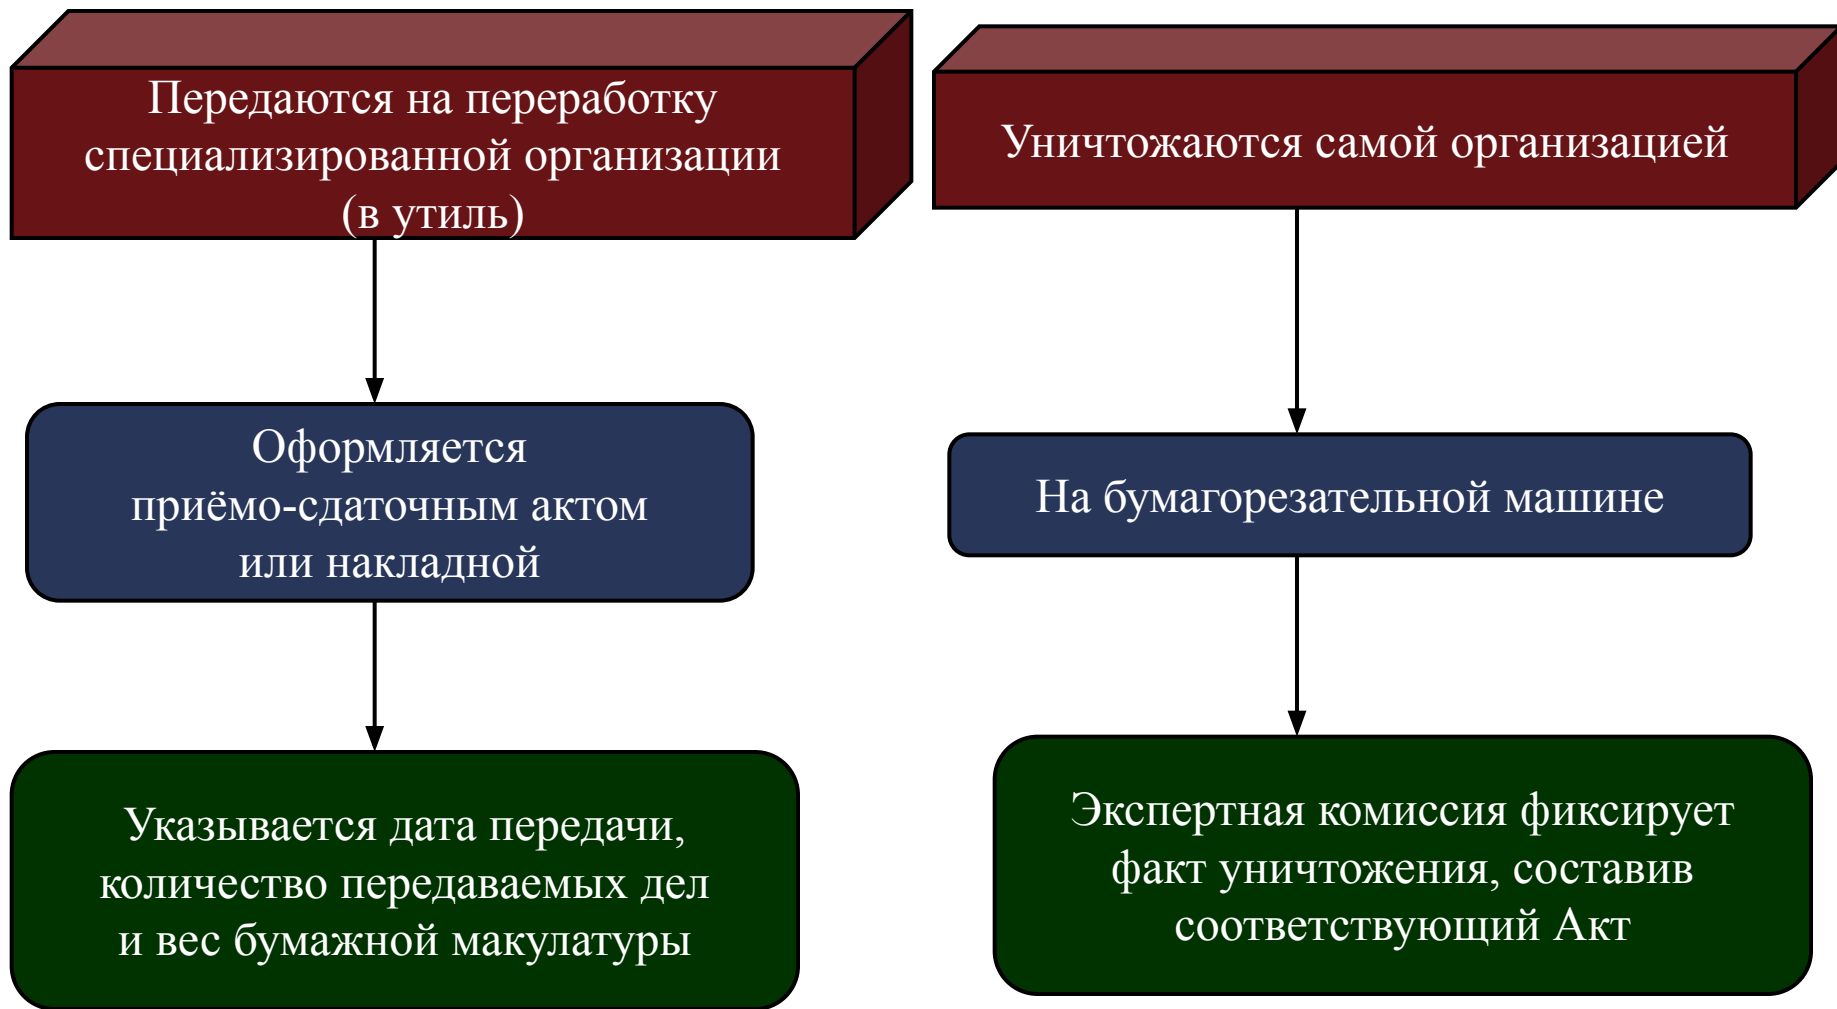 Передаются на переработку
специализированной организации
(в утиль)
Уничтожаются самой организацией
Оформляется
приёмо-сдаточным актом
или накладной
На бумагорезательной машине
Указывается дата передачи,
количество передаваемых дел
и вес бумажной макулатуры
Экспертная комиссия фиксирует
факт уничтожения, составив
соответствующий Акт